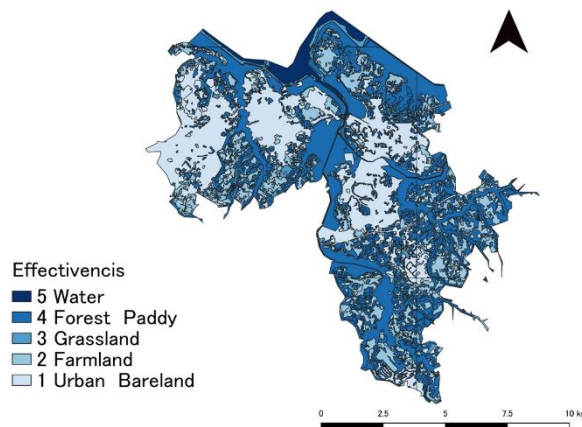 Effectivencis
5 Water
4 Forest Paddy
3 Grassland
2 Farmland
1 Urban Bareland
0 2.5 5 7.5 10 km